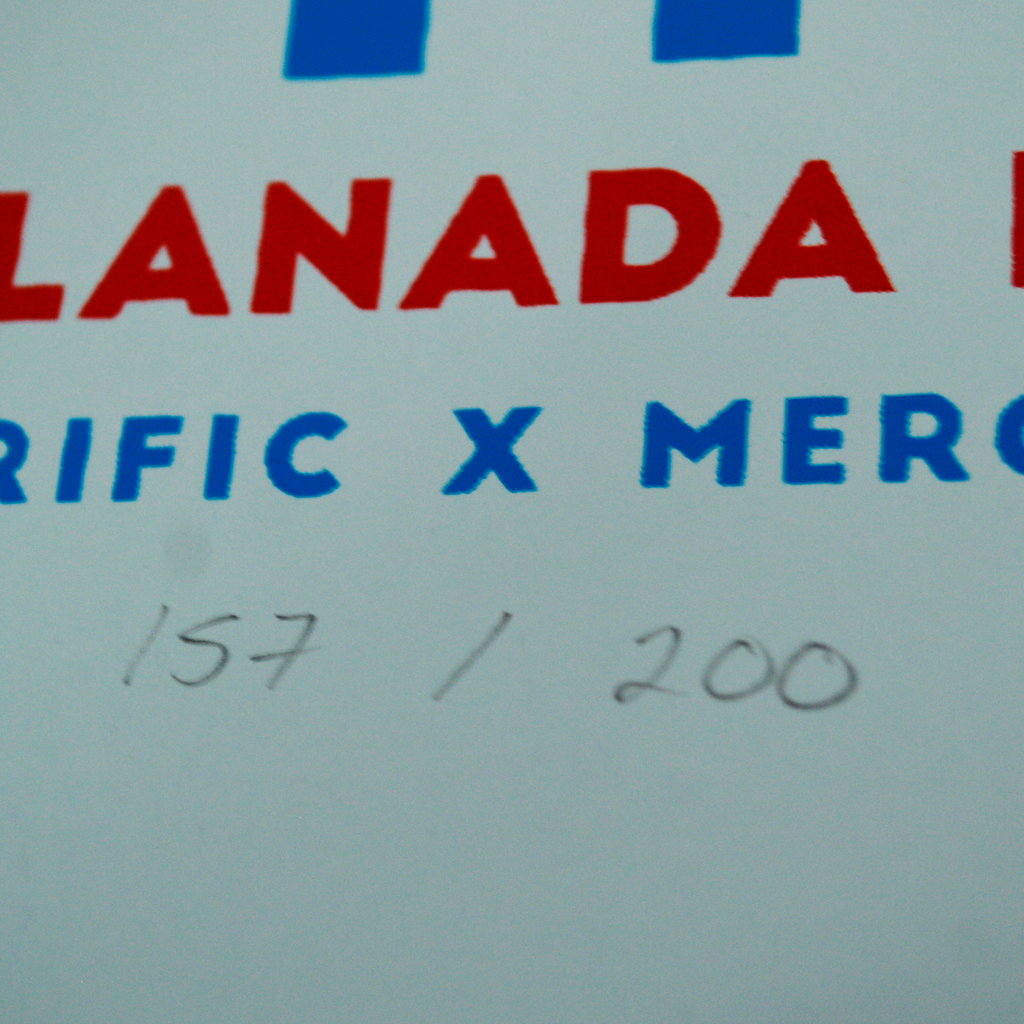 LANADA
RIFIC X MERC
157 / 200